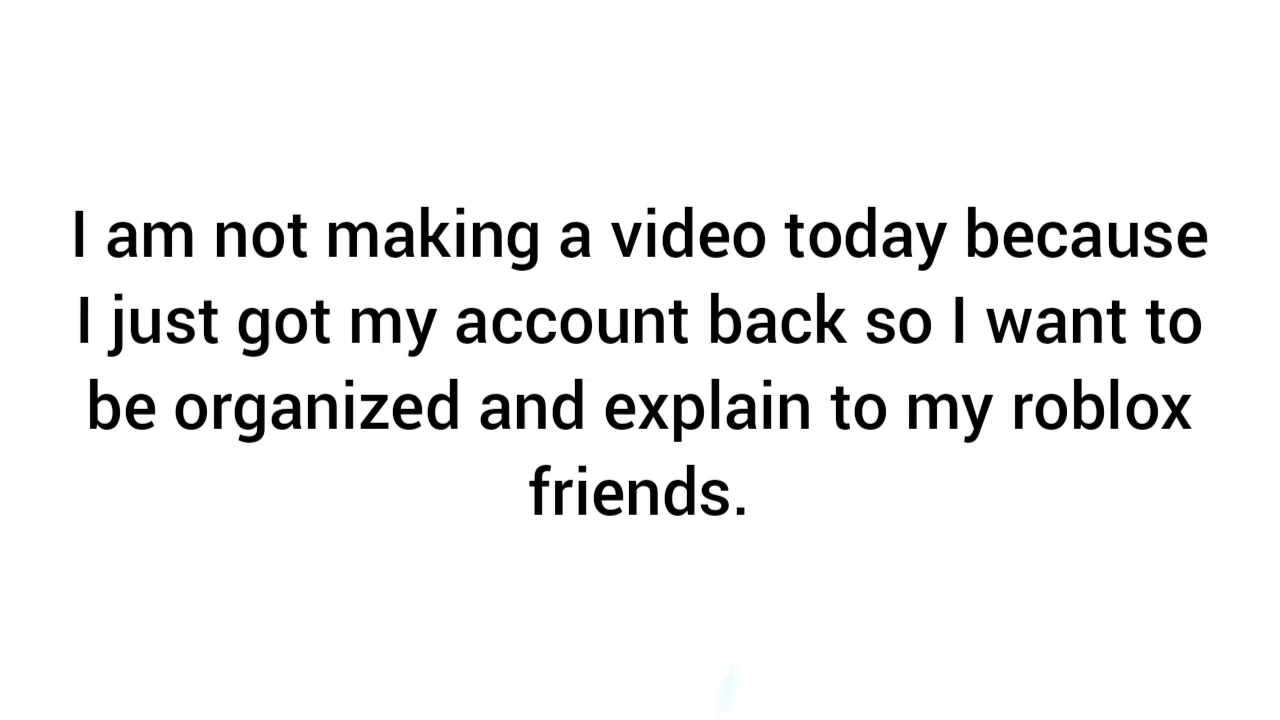 I am not making a video today because
I just got my account back so I want to
be organized and explain to my roblox
friends.